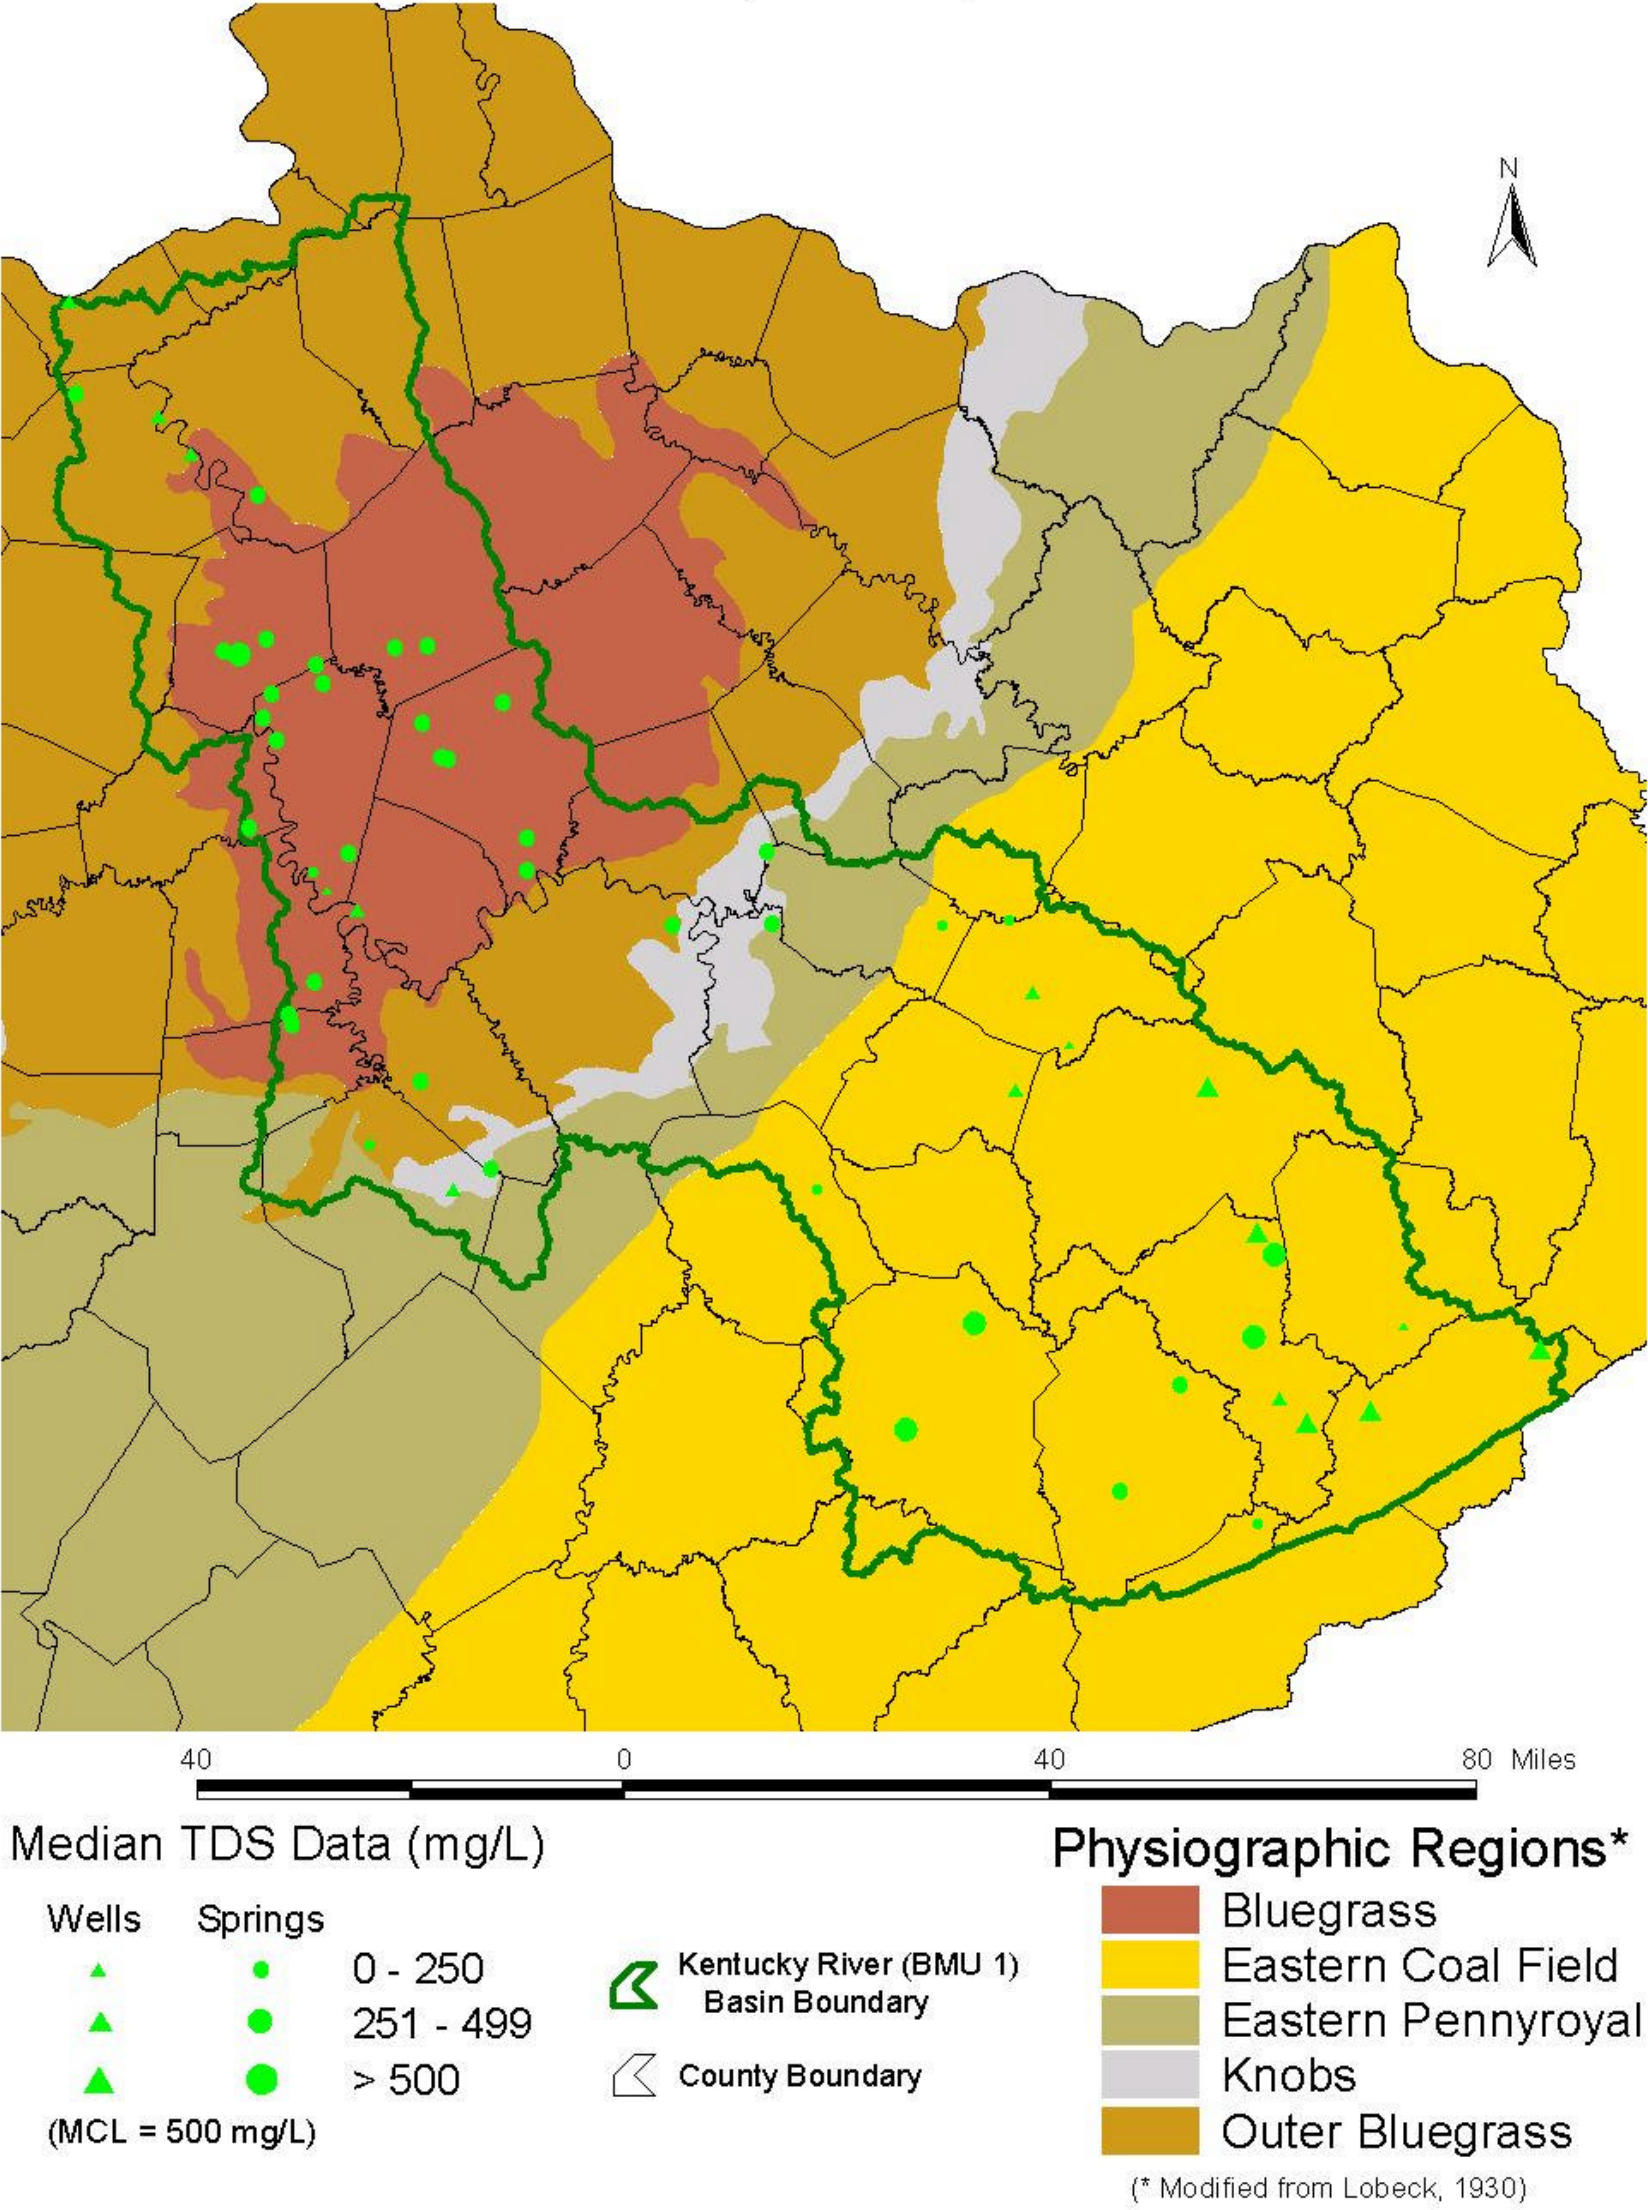 N
40 0 40 80 Miles
Median TDS Data (mg/L)
Wells Springs
0 - 250
251 - 499
> 500
(MCL = 500 mg/L)
Kentucky River (BMU 1)
Basin Boundary
County Boundary
Physiographic Regions*
Bluegrass
Eastern Coal Field
Eastern Pennyroyal
Knobs
Outer Bluegrass
(* Modified from Lobeck, 1930)